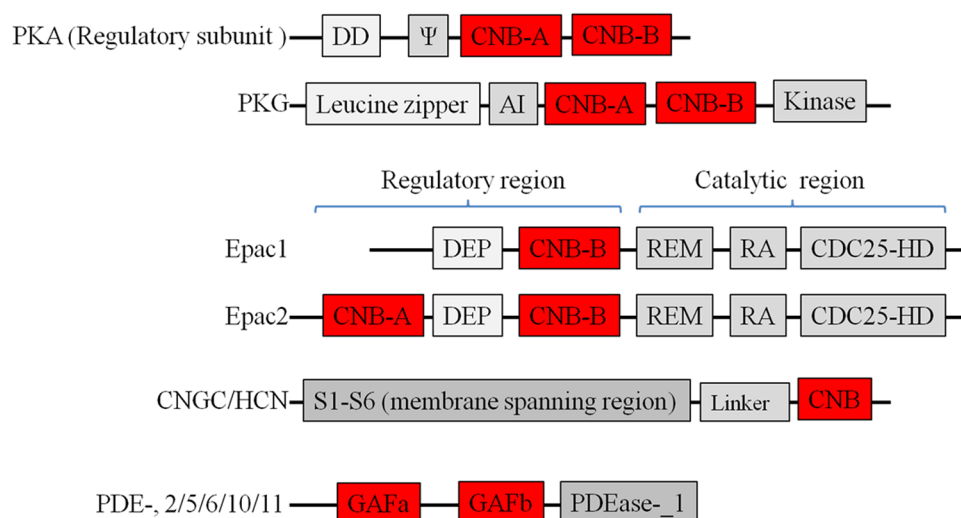 PKA (Regulatory subunit ) DD Ψ CNB-A CNB-B
PKG Leucine zipper AI CNB-A CNB-B Kinase
Regulatory region Catalytic region
Epac1 DEP CNB-B REM RA CDC25-HD
Epac2 CNB-A DEP CNB-B REM RA CDC25-HD
CNGC/HCN S1-S6 (membrane spanning region) Linker CNB
PDE-, 2/5/6/10/11 GAFa GAFb PDEase-_1